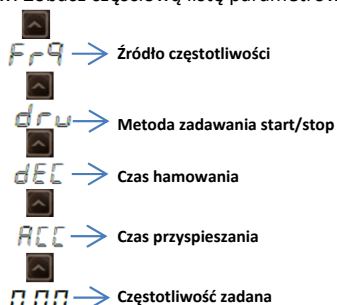 Zobacz częściową listę parametrów
Frq Źródło częstotliwości
drv Metoda zadawania start/stop
dEC Czas hamowania
ACC Czas przyspieszania
0.00 Częstotliwość zadana